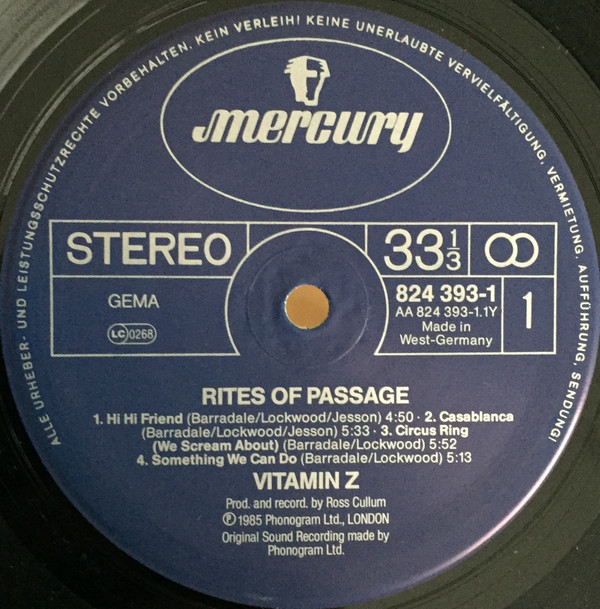 ALLE URHEBER- UND LEISTUNGSSCHUTZRECHTE VORBEHALTEN. KEIN VERLEIH! KEINE UNERLAUBTE VERVIELFÄLTIGUNG, VERMIETUNG, AUFFÜHRUNG, SENDUNG!
mercury
STEREO
33 1/3
GEMA
LC 0268
824 393-1
AA 824 393-1.1Y
Made in
West-Germany
1
RITES OF PASSAGE
1. Hi Hi Friend (Barradale/Lockwood/Jesson) 4:50 · 2. Casablanca
(Barradale/Lockwood/Jesson) 5:33 · 3. Circus Ring
(We Scream About) (Barradale/Lockwood) 5:52
4. Something We Can Do (Barradale/Lockwood) 5:13
VITAMIN Z
Prod. and record. by Ross Cullum
Ⓟ 1985 Phonogram Ltd., LONDON
Original Sound Recording made by
Phonogram Ltd.